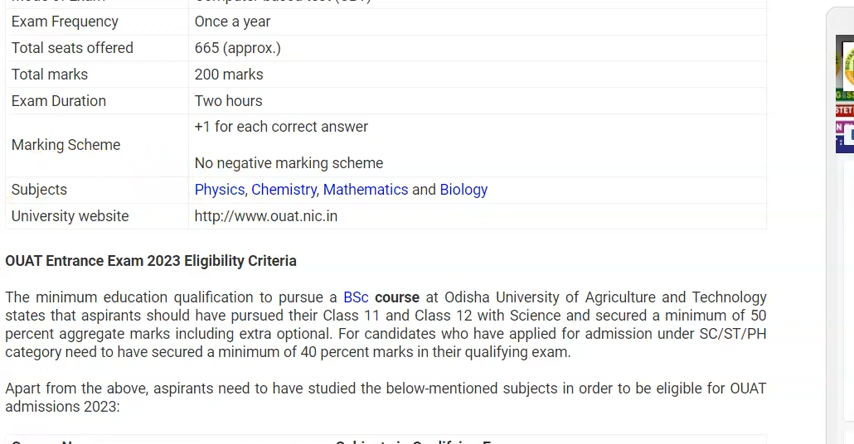 Exam Frequency Once a year
Total seats offered 665 (approx.)
Total marks 200 marks
Exam Duration Two hours
Marking Scheme +1 for each correct answer
No negative marking scheme
Subjects Physics, Chemistry, Mathematics and Biology
University website http://www.ouat.nic.in
OUAT Entrance Exam 2023 Eligibility Criteria
The minimum education qualification to pursue a BSc course at Odisha University of Agriculture and Technology
states that aspirants should have pursued their Class 11 and Class 12 with Science and secured a minimum of 50
percent aggregate marks including extra optional. For candidates who have applied for admission under SC/ST/PH
category need to have secured a minimum of 40 percent marks in their qualifying exam.
Apart from the above, aspirants need to have studied the below-mentioned subjects in order to be eligible for OUAT
admissions 2023: